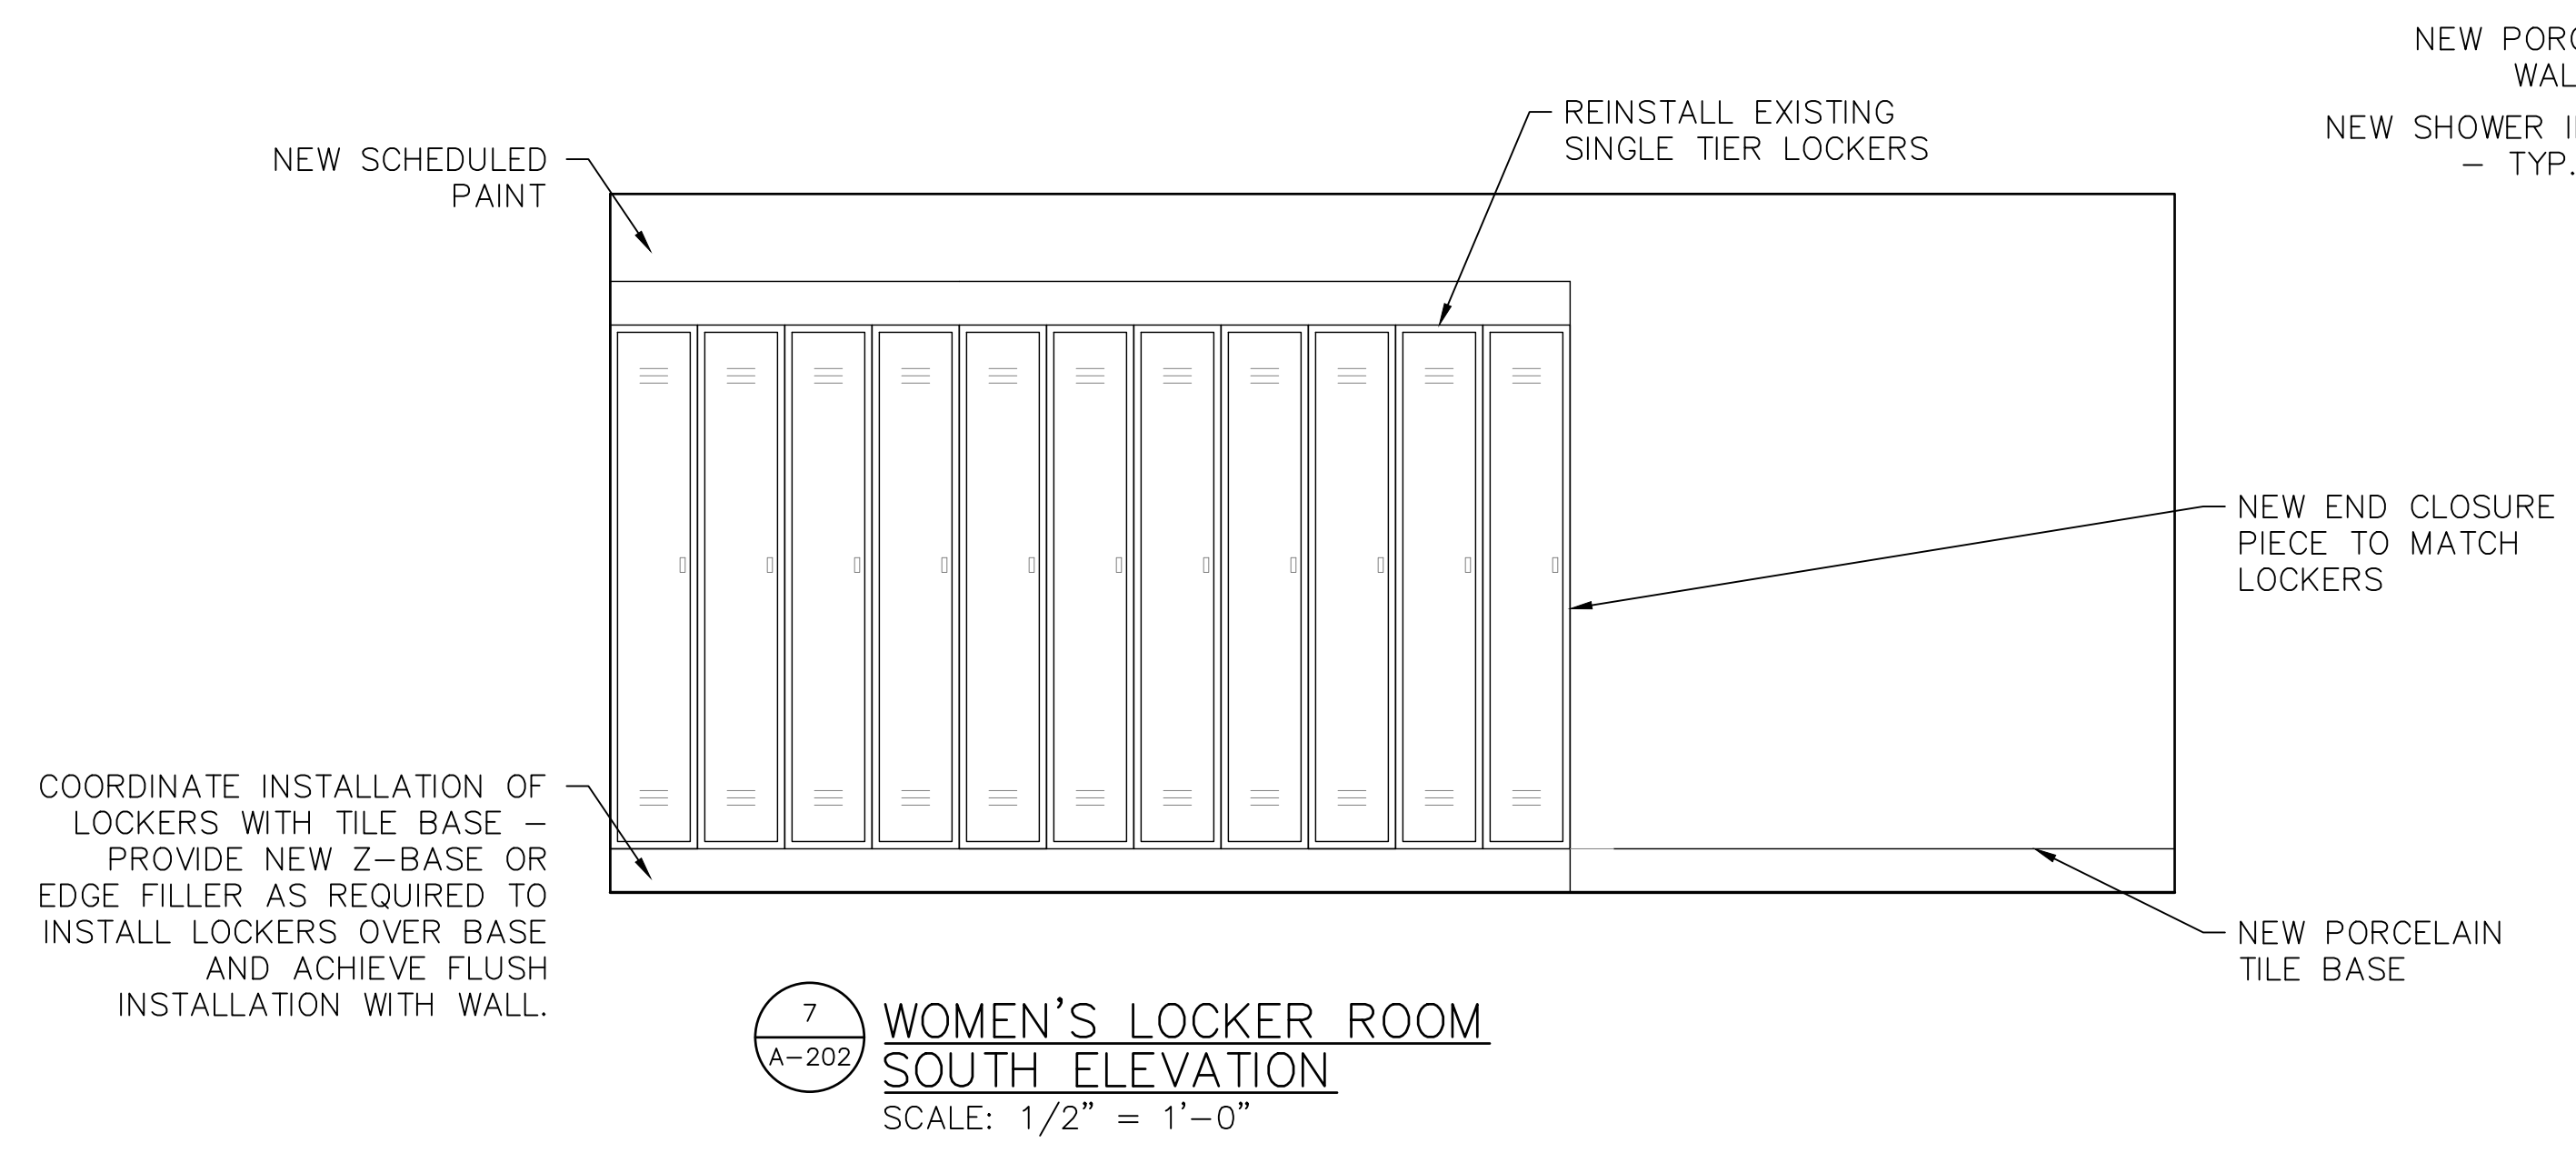 NEW SCHEDULED
PAINT
REINSTALL EXISTING
SINGLE TIER LOCKERS
NEW
WAL
NEW SHOWER
– TYP.
NEW END CLOSURE
PIECE TO MATCH
LOCKERS
COORDINATE INSTALLATION OF
LOCKERS WITH TILE BASE –
PROVIDE NEW Z–BASE OR
EDGE FILLER AS REQUIRED TO
INSTALL LOCKERS OVER BASE
AND ACHIEVE FLUSH
INSTALLATION WITH WALL.
NEW PORCELAIN
TILE BASE
7
A–202
WOMEN'S LOCKER ROOM
SOUTH ELEVATION
SCALE: 1/2" = 1'–0"